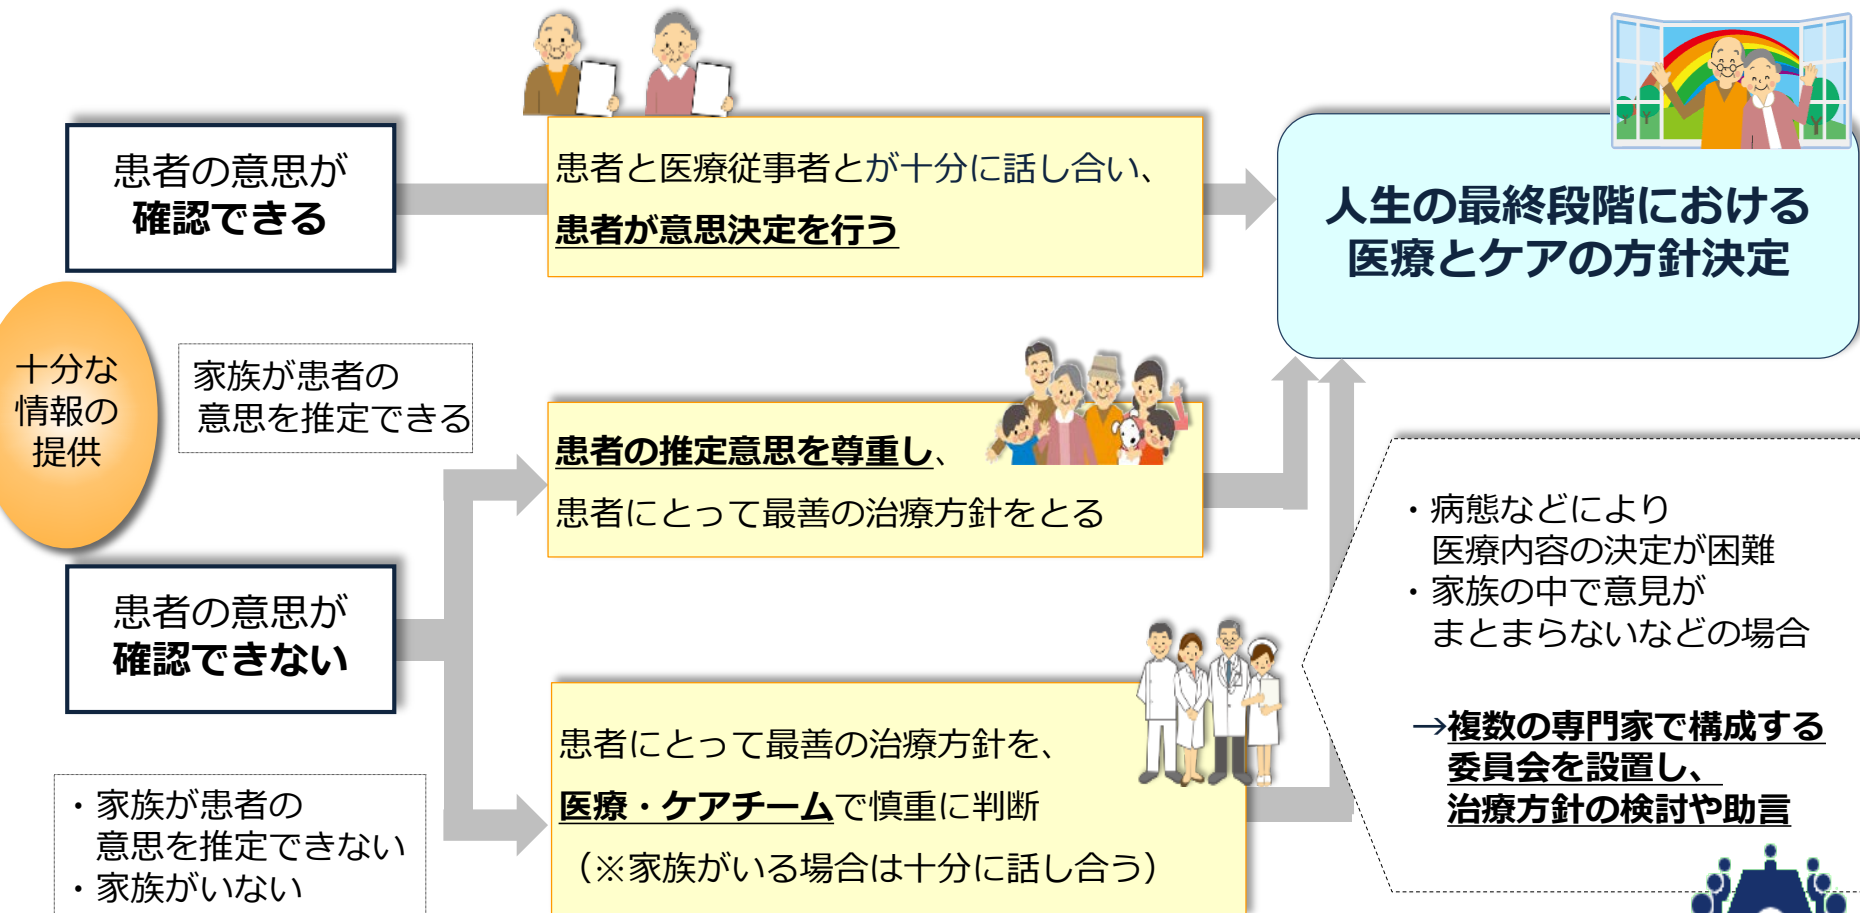 患者の意思が
確認できる
患者と医療従事者とが十分に話し合い、
患者が意思決定を行う
人生の最終段階における
医療とケアの方針決定
十分な
情報の
提供
家族が患者の
意思を推定できる
患者の推定意思を尊重し、
患者にとって最善の治療方針をとる
患者の意思が
確認できない
・家族が患者の
意思を推定できない
・家族がいない
患者にとって最善の治療方針を、
医療・ケアチームで慎重に判断
（※家族がいる場合は十分に話し合う）
・病態などにより
医療内容の決定が困難
・家族の中で意見が
まとまらないなどの場合
→複数の専門家で構成する
委員会を設置し、
治療方針の検討や助言